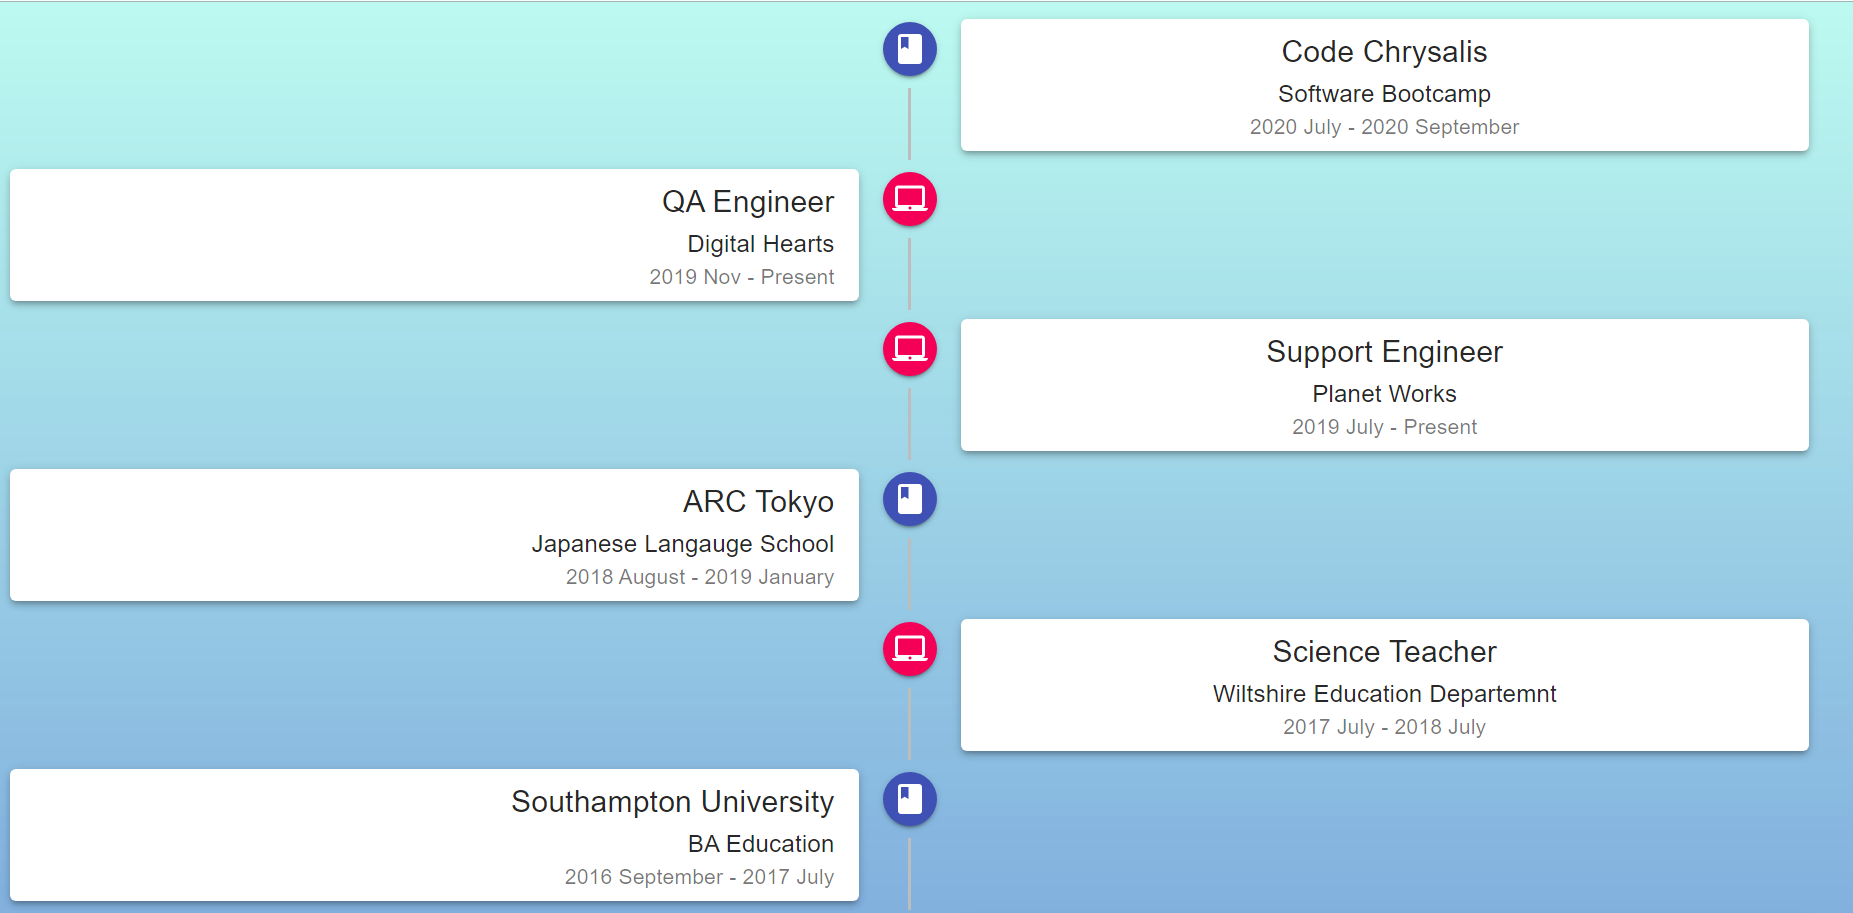 Code Chrysalis
Software Bootcamp
2020 July - 2020 September
QA Engineer
Digital Hearts
2019 Nov - Present
Support Engineer
Planet Works
2019 July - Present
ARC Tokyo
Japanese Langauge School
2018 August - 2019 January
Science Teacher
Wiltshire Education Departemnt
2017 July - 2018 July
Southampton University
BA Education
2016 September - 2017 July